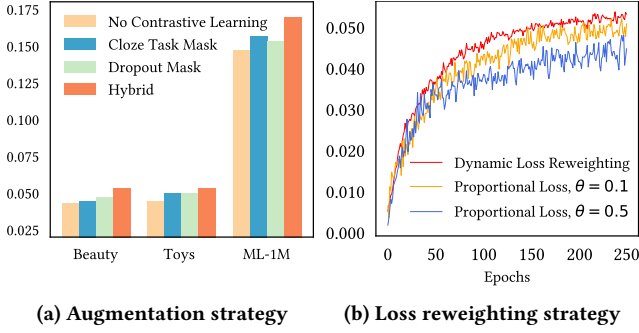 0.175
0.150
0.125
0.100
0.075
0.050
0.025
No Contrastive Learning
Cloze Task Mask
Dropout Mask
Hybrid
Beauty Toys ML-1M
(a) Augmentation strategy
0.050
0.040
0.030
0.020
0.010
0.000
Dynamic Loss Reweighting
Proportional Loss, θ = 0.1
Proportional Loss, θ = 0.5
0 50 100 150 200 250
Epochs
(b) Loss reweighting strategy